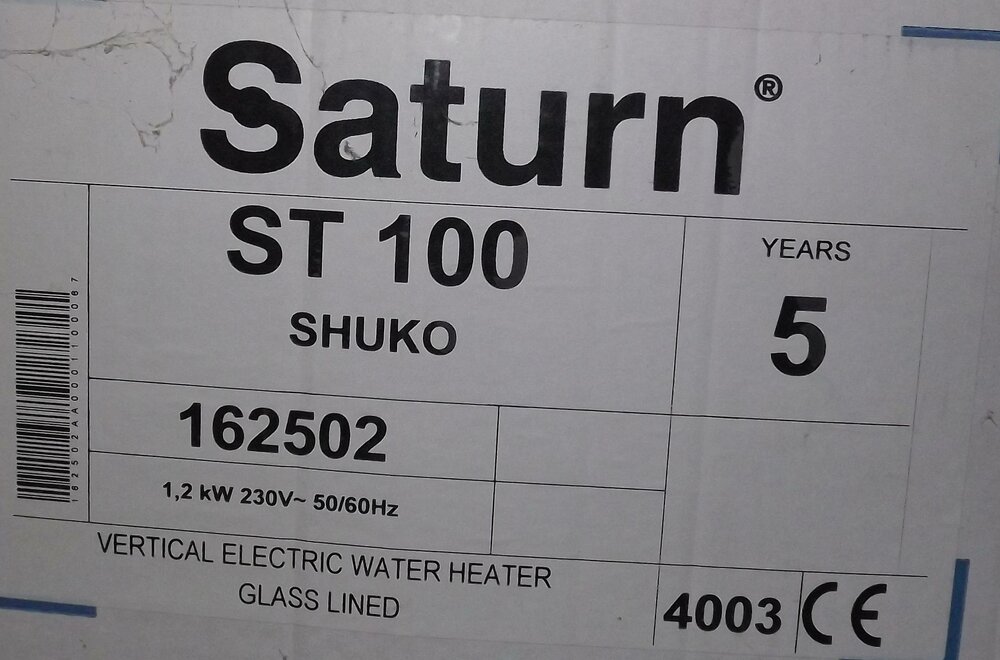 Saturn®
ST 100
SHUKO
YEARS
5
162502
1,2 kW 230V~ 50/60Hz
VERTICAL ELECTRIC WATER HEATER
GLASS LINED
4003 CE
162502AA0001100067